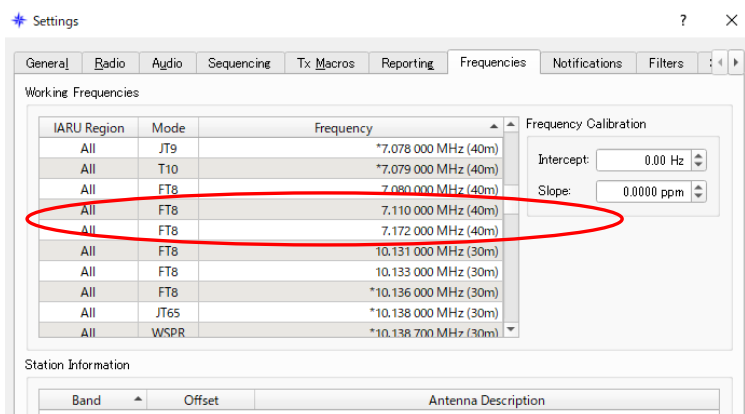 Settings ? ×
General Radio Audio Sequencing Tx Macros Reporting Frequencies Notifications Filters
Working Frequencies
IARU Region Mode Frequency
All JT9 *7.078 000 MHz (40m)
All T10 *7.079 000 MHz (40m)
All FT8 7.080 000 MHz (40m)
All FT8 7.110 000 MHz (40m)
All FT8 7.172 000 MHz (40m)
All FT8 10.131 000 MHz (30m)
All FT8 10.133 000 MHz (30m)
All FT8 *10.136 000 MHz (30m)
All JT65 *10.138 000 MHz (30m)
All WSPR *10.138 700 MHz (30m)
Frequency Calibration
Intercept: 0.00 Hz
Slope: 0.0000 ppm
Station Information
Band Offset Antenna Description